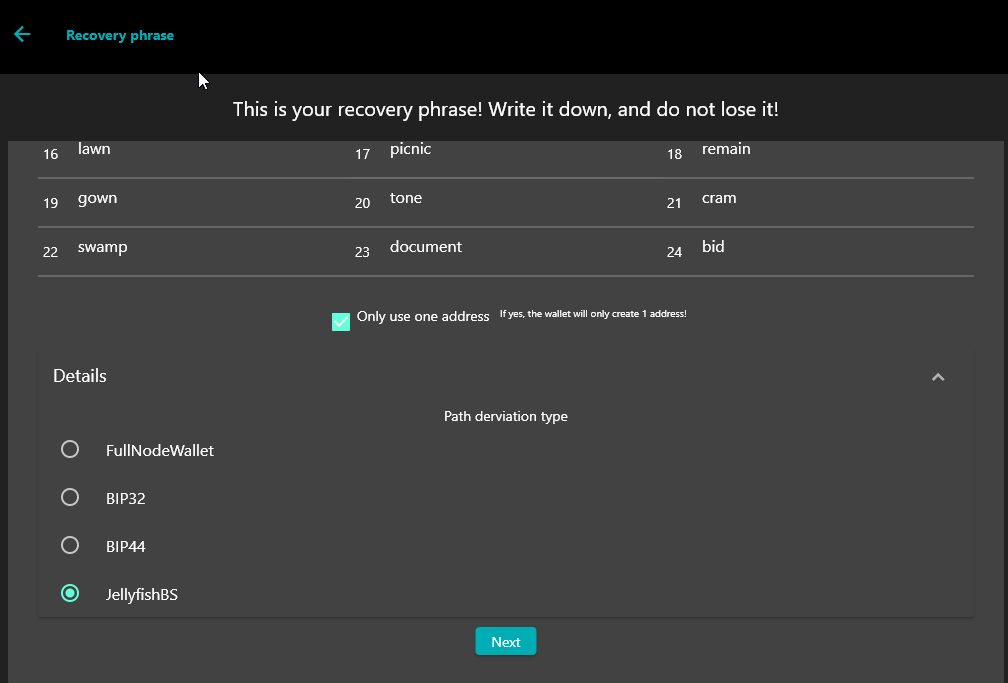 Recovery phrase
This is your recovery phrase! Write it down, and do not lose it!
16 lawn 17 picnic 18 remain
19 gown 20 tone 21 cram
22 swamp 23 document 24 bid
Only use one address If yes, the wallet will only create 1 address!
Details
Path derviation type
FullNodeWallet
BIP32
BIP44
JellyfishBS
Next